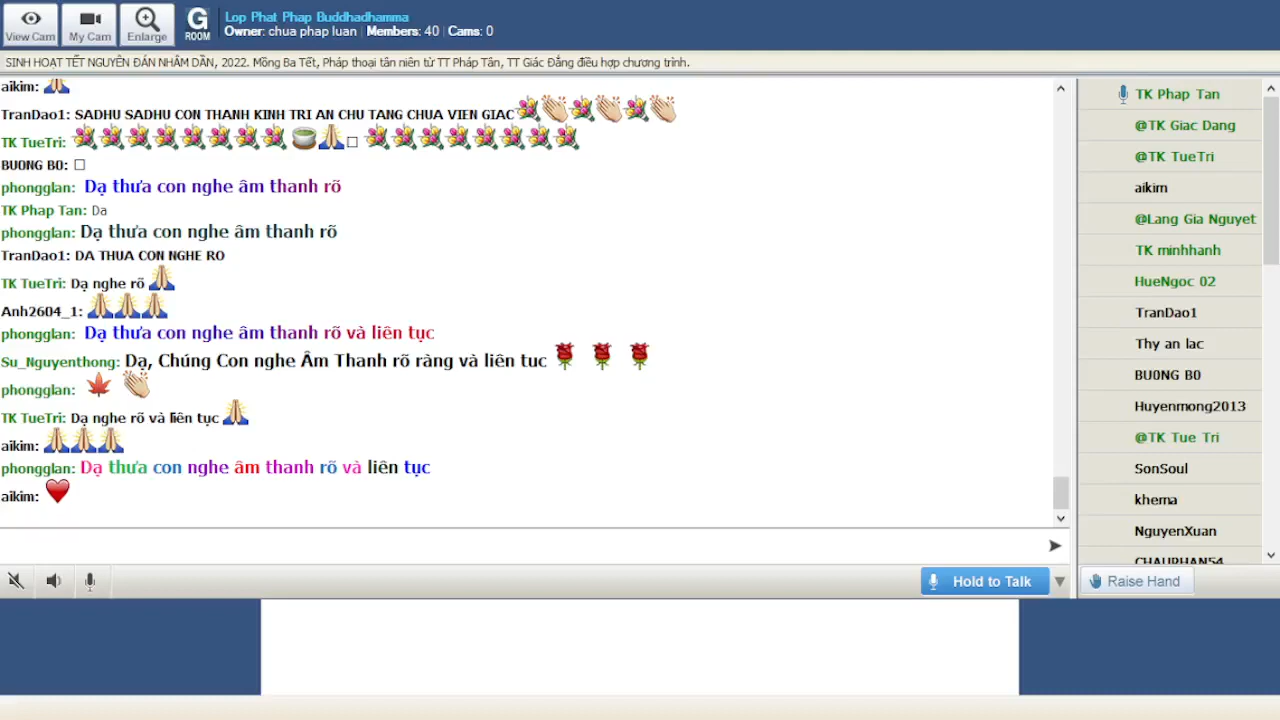 View Cam
My Cam
Enlarge
G
ROOM
Lop Phat Phap Buddhadhamma
Owner: chua phap luan | Members: 40 | Cams: 0
SINH HOẠT TẾT NGUYÊN ĐÁN NHÂM DẦN, 2022. Mồng Ba Tết, Pháp thoại tân niên từ TT Pháp Tân, TT Giác Đẳng điều hợp chương trình.
aikim:
TranDao1: SADHU SADHU CON THANH KINH TRI AN CHU TANG CHUA VIEN GIAC
TK TueTri:
BU0NG B0:
phongglan: Dạ thưa con nghe âm thanh rõ
TK Phap Tan: Da
phongglan: Dạ thưa con nghe âm thanh rõ
TranDao1: DA THUA CON NGHE RO
TK TueTri: Dạ nghe rõ
Anh2604_1:
phongglan: Dạ thưa con nghe âm thanh rõ và liên tục
Su_Nguyenthong: Dạ, Chúng Con nghe Âm Thanh rõ ràng và liên tuc
phongglan:
TK TueTri: Dạ nghe rõ và liên tục
aikim:
phongglan: Dạ thưa con nghe âm thanh rõ và liên tục
aikim:
Hold to Talk
TK Phap Tan
@TK Giac Dang
@TK TueTri
aikim
@Lang Gia Nguyet
TK minhhanh
HueNgoc 02
TranDao1
Thy an lac
BU0NG B0
Huyenmong2013
@TK Tue Tri
SonSoul
khema
NguyenXuan
CHAUPHAN54
Raise Hand